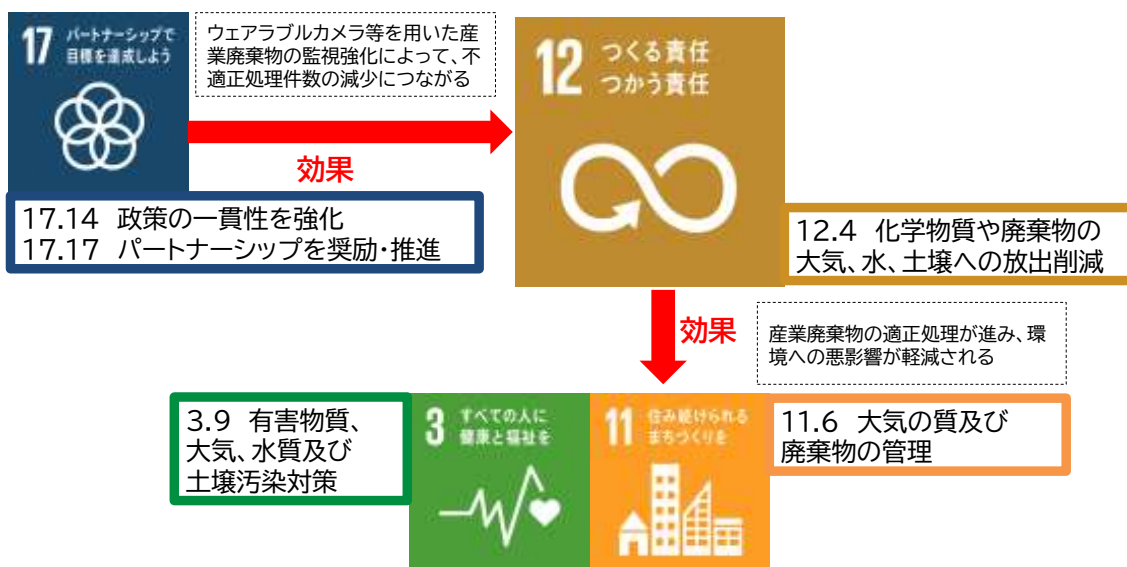 17 パートナーシップで
目標を達成しよう
ウェアラブルカメラ等を用いた産
業廃棄物の監視強化によって、不
適正処理件数の減少につながる
効果
12 つくる責任
つかう責任
17.14 政策の一貫性を強化
17.17 パートナーシップを奨励・推進
12.4 化学物質や廃棄物の
大気、水、土壌への放出削減
効果
産業廃棄物の適正処理が進み、環
境への悪影響が軽減される
3.9 有害物質、
大気、水質及び
土壌汚染対策
3 すべての人に
健康と福祉を
11 住み続けられる
まちづくりを
11.6 大気の質及び
廃棄物の管理